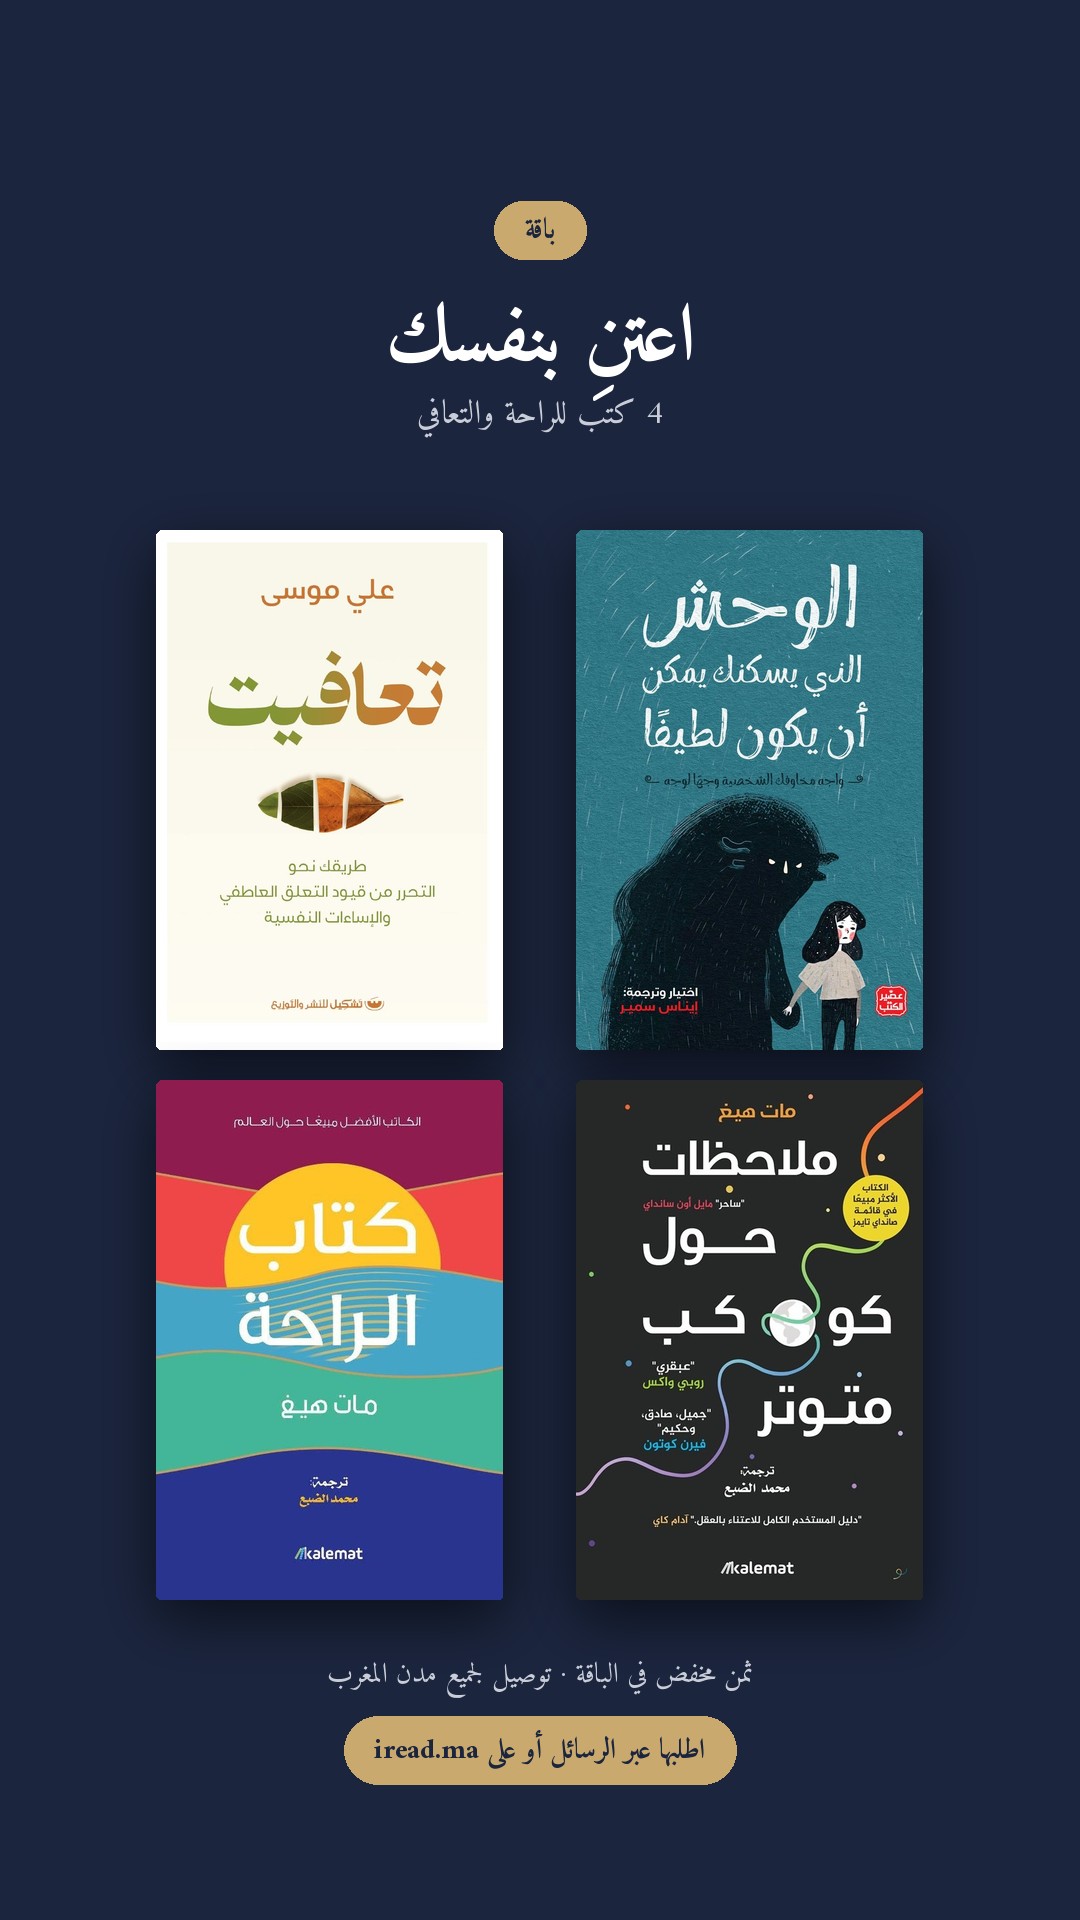 باقة
اعتنِ بنفسك
4 كتب للراحة والتعافي
الوحش
الذي يسكنك يمكن
أن يكون لطيفًا
واجه مخاوفك الشخصية وجهًا لوجه
اختيار وترجمة:
إيناس سمير
عصير
الكتب
علي موسى
تعافيت
طريقك نحو
التحرر من قيود التعلق العاطفي
والإساءات النفسية
تشكيل للنشر والتوزيع
مات هيغ
ملاحظات
"ساحر" مايل أون سانداي
الكتاب
الأكثر مبيعًا
في قائمة
صانداي تايمز
حول
كوكب
"عبقري"
روبي واكس
متوتر
"جميل، صادق،
وحكيم"
فيرن كوتون
ترجمة:
محمد الضبع
"دليل المستخدم الكامل للاعتناء بالعقل." آدام كاي
kalemat
الكاتب الأفضل مبيعًا حول العالم
كتاب
الراحة
مات هيغ
ترجمة:
محمد الضبع
kalemat
ثمن مخفض في الباقة · توصيل لجميع مدن المغرب
اطلبها عبر الرسائل أو على iread.ma